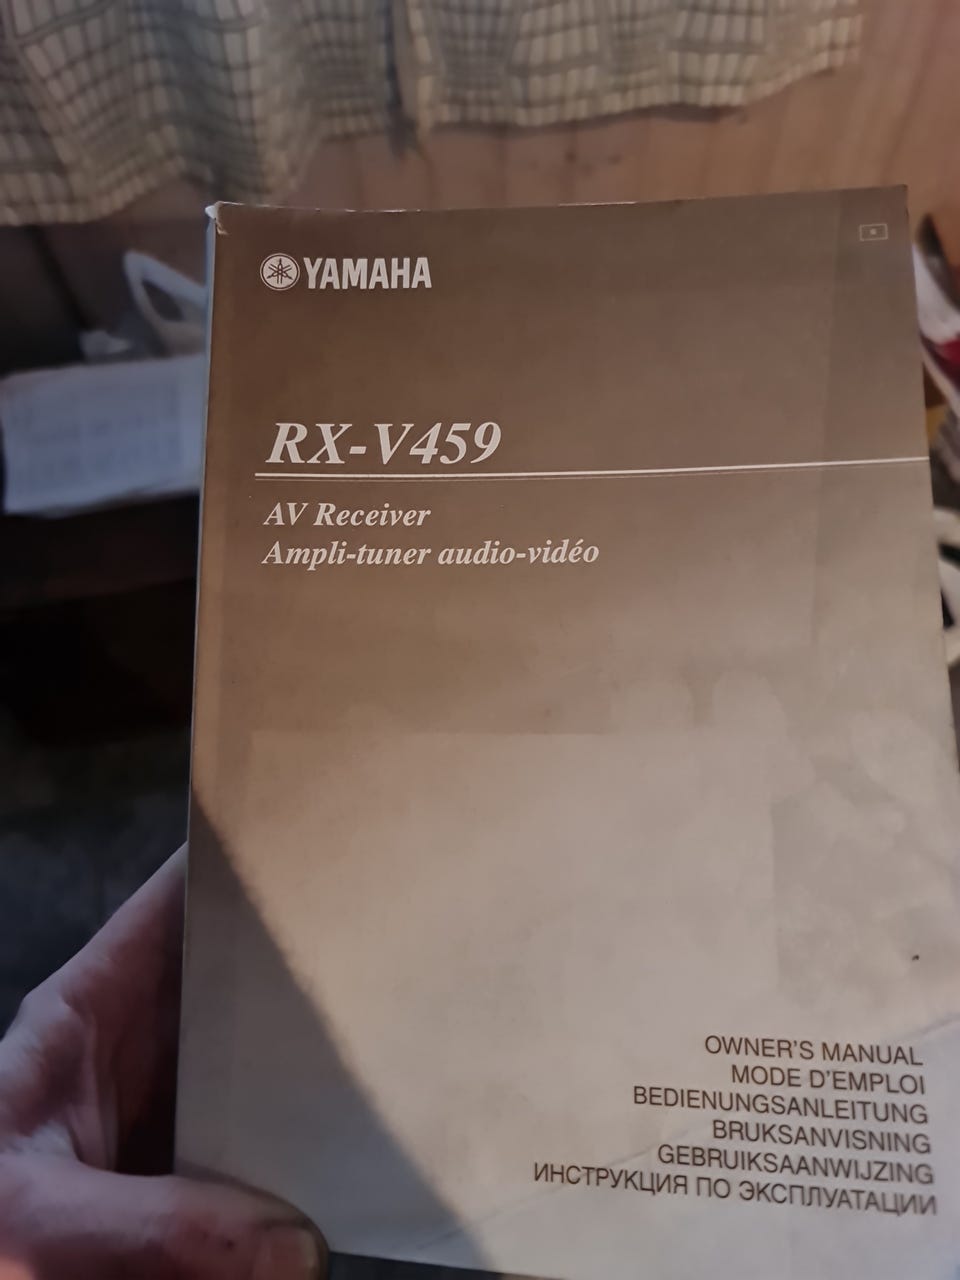 YAMAHA
RX-V459
AV Receiver
Ampli-tuner audio-vidéo
OWNER'S MANUAL
MODE D'EMPLOI
BEDIENUNGSANLEITUNG
BRUKSANVISNING
GEBRUIKSAANWIJZING
ИНСТРУКЦИЯ ПО ЭКСПЛУАТАЦИИ